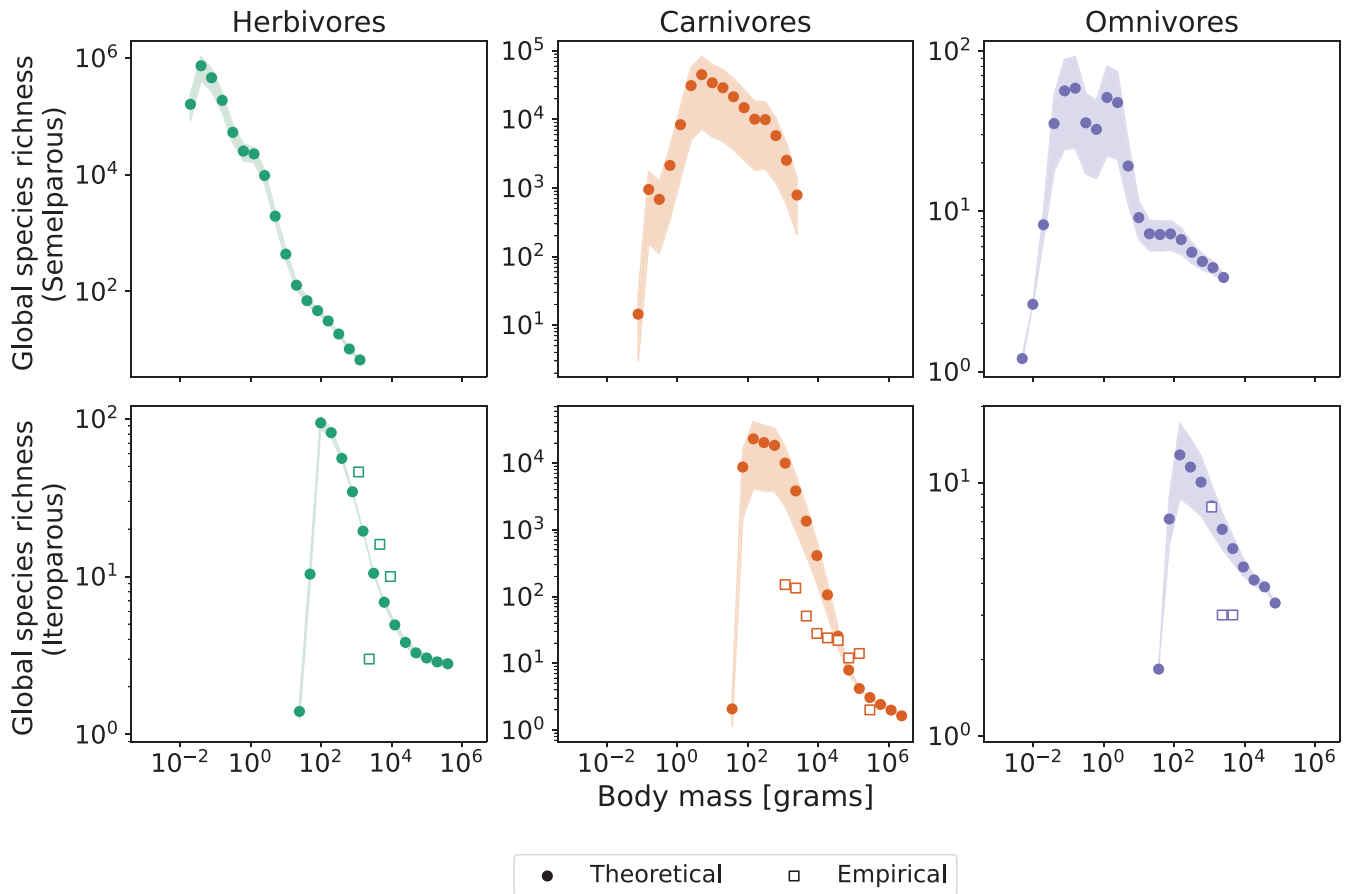 Herbivores
Carnivores
Omnivores
Global species richness
(Semelparous)
10^6
10^4
10^2
10^5
10^4
10^3
10^2
10^1
10^2
10^1
10^0
Global species richness
(Iteroparous)
10^2
10^1
10^0
10^4
10^3
10^2
10^1
10^0
10^1
10^0
10^−2 10^0 10^2 10^4 10^6
10^−2 10^0 10^2 10^4 10^6
10^−2 10^0 10^2 10^4 10^6
Body mass [grams]
Theoretical
Empirical